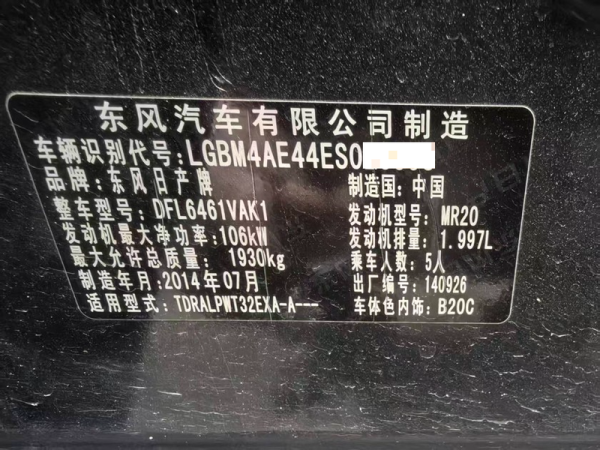 东风汽车有限公司制造
车辆识别代号:LGBM4AE44ES0
品牌:东风日产牌 制造国:中国
整车型号:DFL6461VAK1 发动机型号:MR20
发动机最大净功率:106kW 发动机排量:1.997L
最大允许总质量:1930kg 乘车人数:5人
制造年月:2014年07月 出厂编号:140926
适用型式:TDRALPWT32EXA-A--- 车体色内饰:B20C